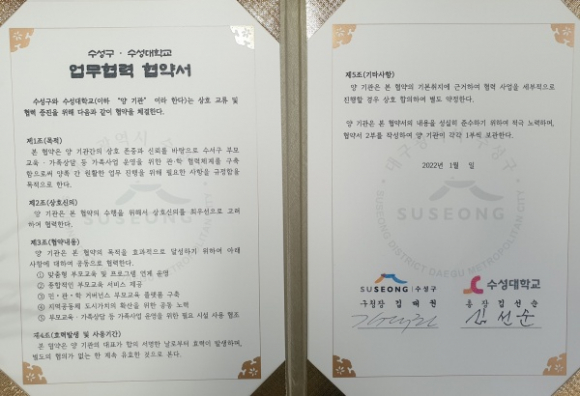 수성구 · 수성대학교
업무협력 협약서
수성구와 수성대학교(이하 "양 기관" 이라 한다)는 상호 교류 및
협력 증진을 위해 다음과 같이 협약을 체결한다.
제1조(목적)
본 협약은 양 기관간의 상호 존중과 신뢰를 바탕으로 수서구 부모
교육 · 가족상담 등 가족사업 운영을 위한 관·학 협력체제를 구축
함으로써 양측 간 원활한 업무 진행을 위해 필요한 사항을 규정함을
목적으로 한다.
제2조(상호신의)
양 기관은 본 협약의 수행을 위해서 상호신의를 최우선으로 고려
하여 협력한다.
제3조(협약내용)
양 기관은 본 협약의 목적을 효과적으로 달성하기 위하여 아래
사항에 대하여 공동으로 협력한다.
① 맞춤형 부모교육 및 프로그램 연계 운영
② 종합적인 부모교육 서비스 제공
③ 민·관·학 거버넌스 부모교육 플랫폼 구축
④ 지역공동체 도시가치의 확산을 위한 공동 노력
⑤ 부모교육 · 가족상담 등 가족사업 운영을 위한 필요 시설 사용 협조
제4조(효력발생 및 사용기간)
본 협약은 양 기관의 대표가 합의 서명한 날로부터 효력이 발생하며,
별도의 협의가 없는 한 계속 유효한 것으로 본다.
제5조(기타사항)
양 기관은 본 협약의 기본취지에 근거하여 협력 사업을 세부적으로
진행할 경우 상호 합의하여 별도 약정한다.
양 기관은 본 협약서의 내용을 성실히 준수하기 위하여 적극 노력하며,
협약서 2부를 작성하여 양 기관이 각각 1부씩 보관한다.
2022년 1월 일
SUSEONG
SUSEONG
SUSEONG DISTRICT DAEGU METROPOLITAN CITY
SUSEONG 수성구
수성대학교
구청장 김대권
총장 김선순
김선순